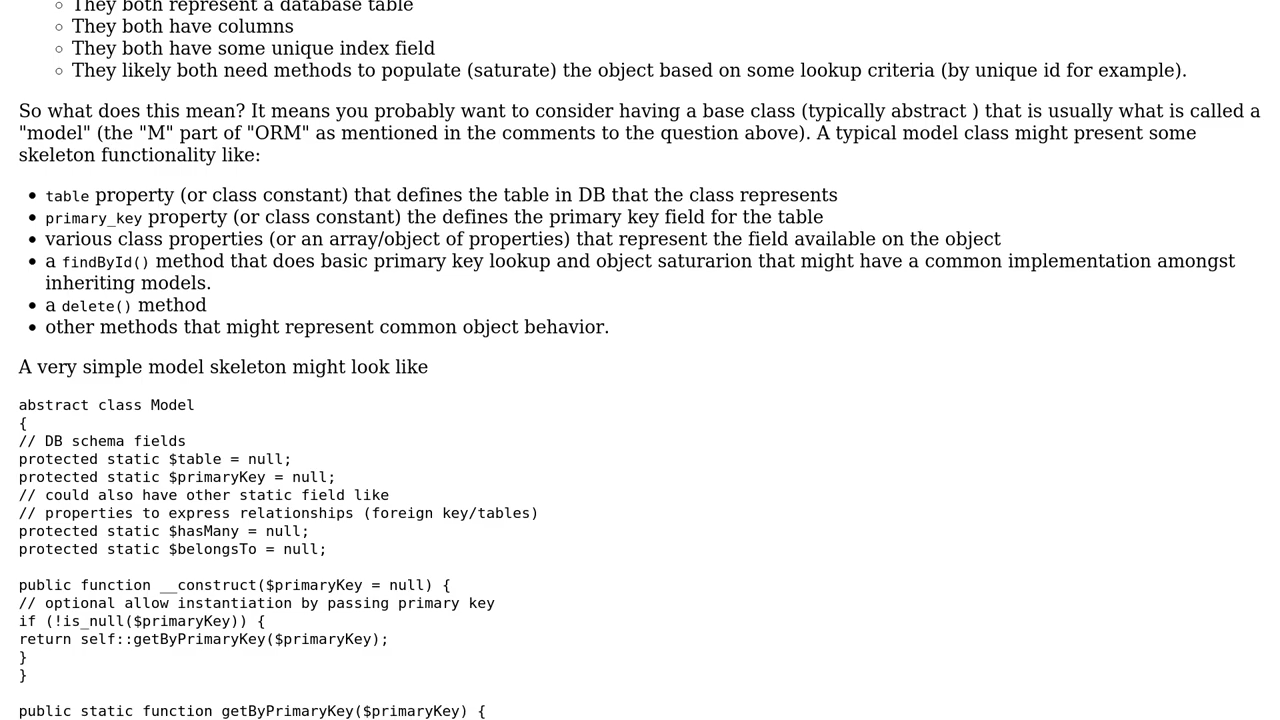 They both represent a database table
They both have columns
They both have some unique index field
They likely both need methods to populate (saturate) the object based on some lookup criteria (by unique id for example).
So what does this mean? It means you probably want to consider having a base class (typically abstract ) that is usually what is called a
"model" (the "M" part of "ORM" as mentioned in the comments to the question above). A typical model class might present some
skeleton functionality like:
table property (or class constant) that defines the table in DB that the class represents
primary_key property (or class constant) the defines the primary key field for the table
various class properties (or an array/object of properties) that represent the field available on the object
a findById() method that does basic primary key lookup and object saturarion that might have a common implementation amongst
inheriting models.
a delete() method
other methods that might represent common object behavior.
A very simple model skeleton might look like
abstract class Model
{
// DB schema fields
protected static $table = null;
protected static $primaryKey = null;
// could also have other static field like
// properties to express relationships (foreign key/tables)
protected static $hasMany = null;
protected static $belongsTo = null;
public function __construct($primaryKey = null) {
// optional allow instantiation by passing primary key
if (!is_null($primaryKey)) {
return self::getByPrimaryKey($primaryKey);
}
}
public static function getByPrimaryKey($primaryKey) {